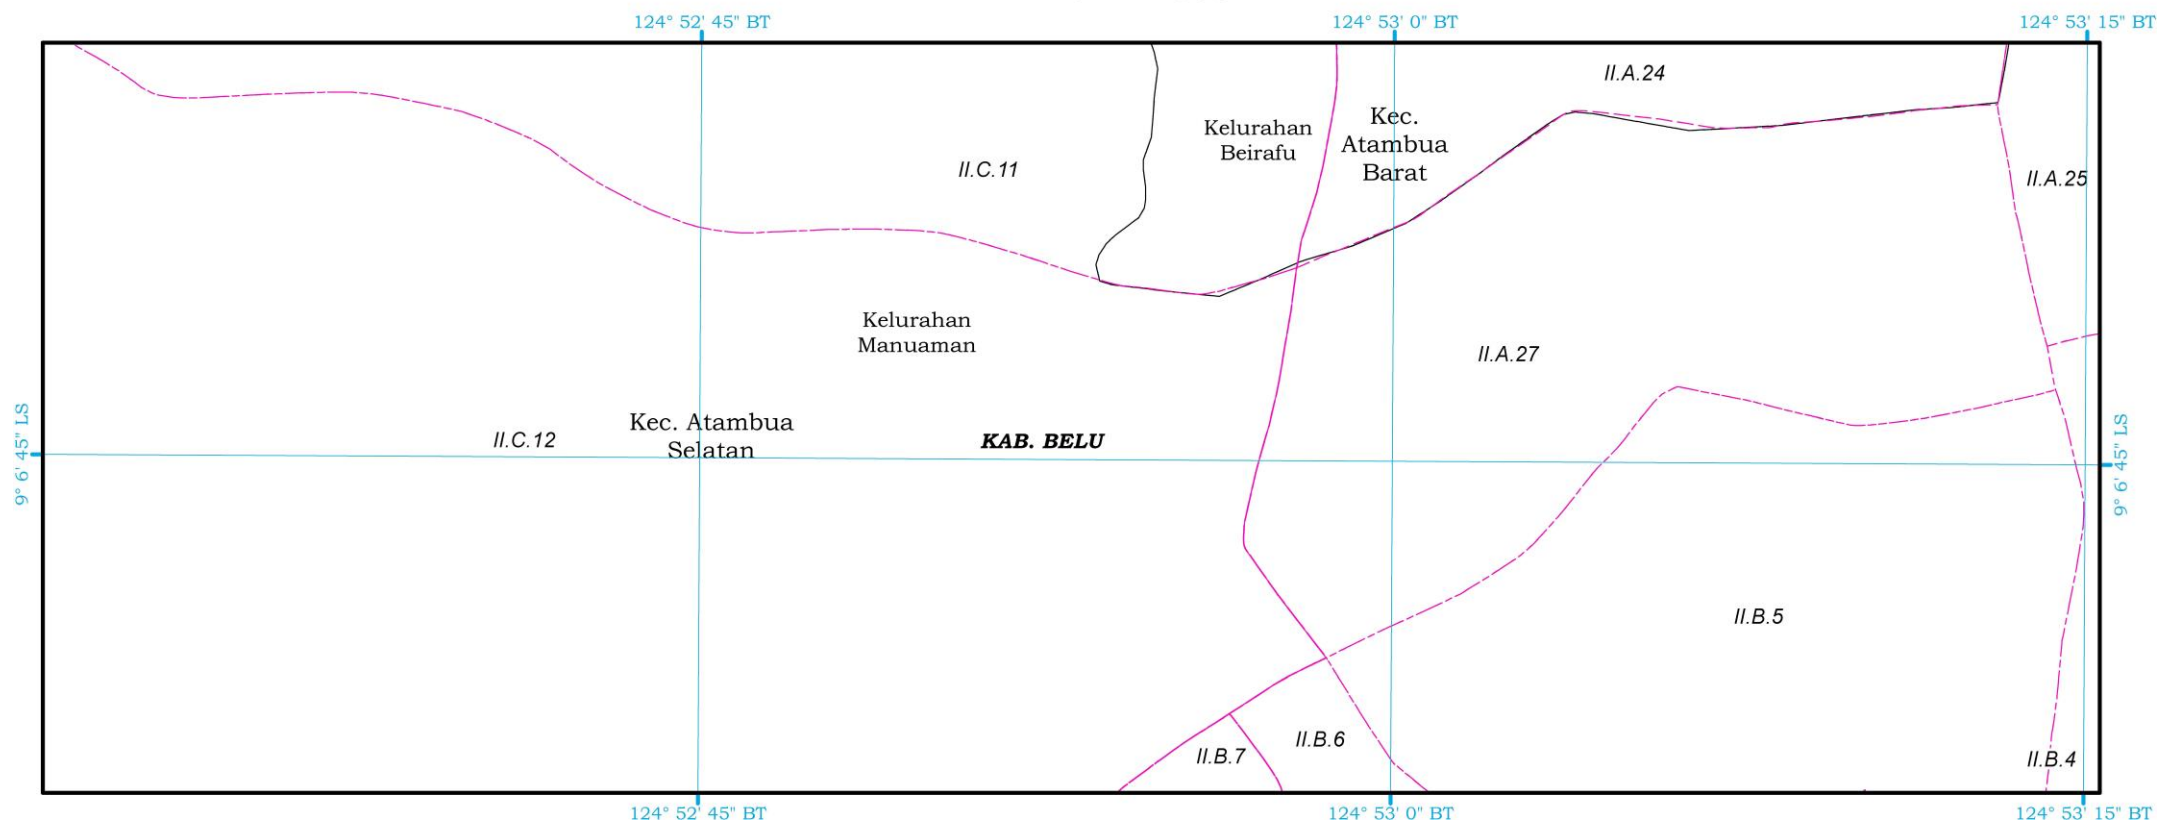 124° 52' 45" BT
124° 53' 0" BT
124° 53' 15" BT
II.A.24
Kec.
Atambua
Barat
Kelurahan
Beirafu
II.C.11
II.A.25
Kelurahan
Manuaman
II.A.27
Kec. Atambua
Selatan
II.C.12
KAB. BELU
9° 6' 45" LS
9° 6' 45" LS
II.B.5
II.B.6
II.B.7
II.B.4
124° 52' 45" BT
124° 53' 0" BT
124° 53' 15" BT